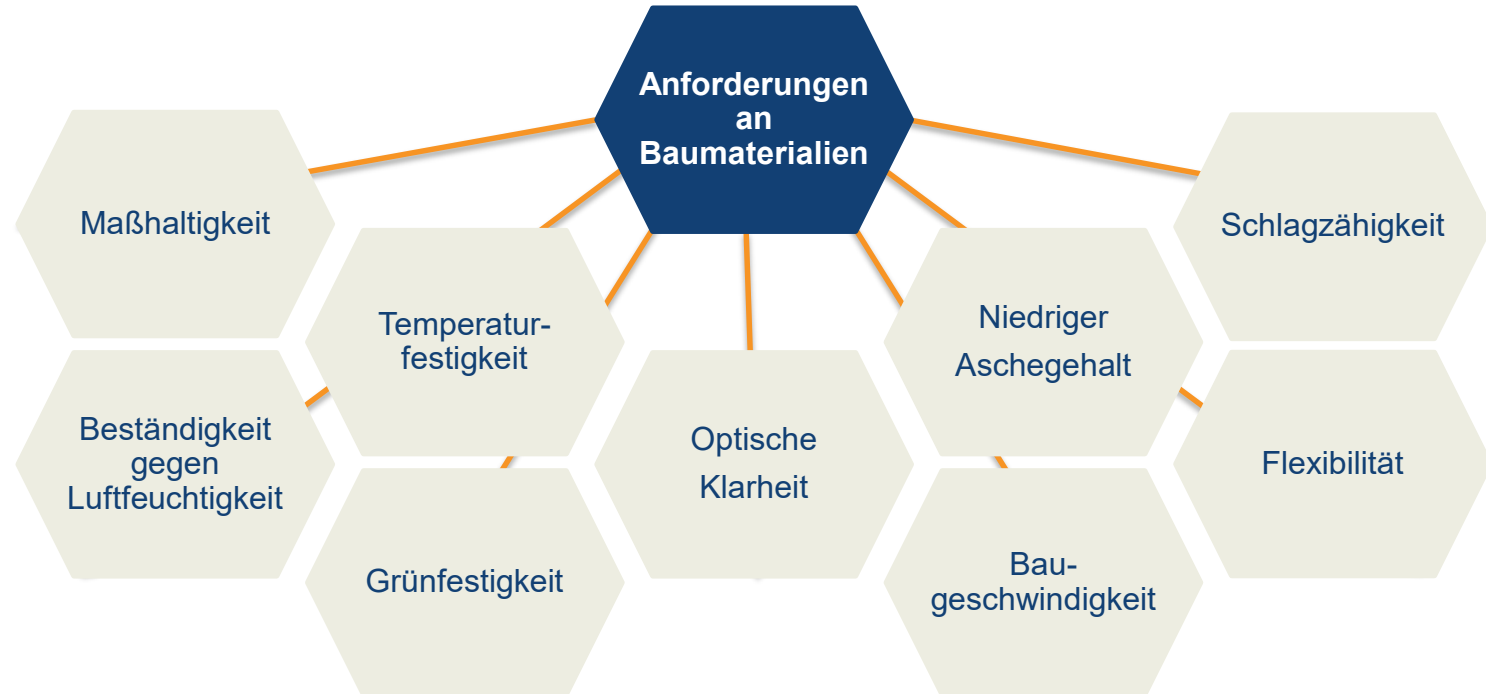 Anforderungen
an
Baumaterialien
Maßhaltigkeit
Schlagzähigkeit
Temperatur-
festigkeit
Niedriger
Aschegehalt
Beständigkeit
gegen
Luftfeuchtigkeit
Optische
Klarheit
Flexibilität
Grünfestigkeit
Bau-
geschwindigkeit